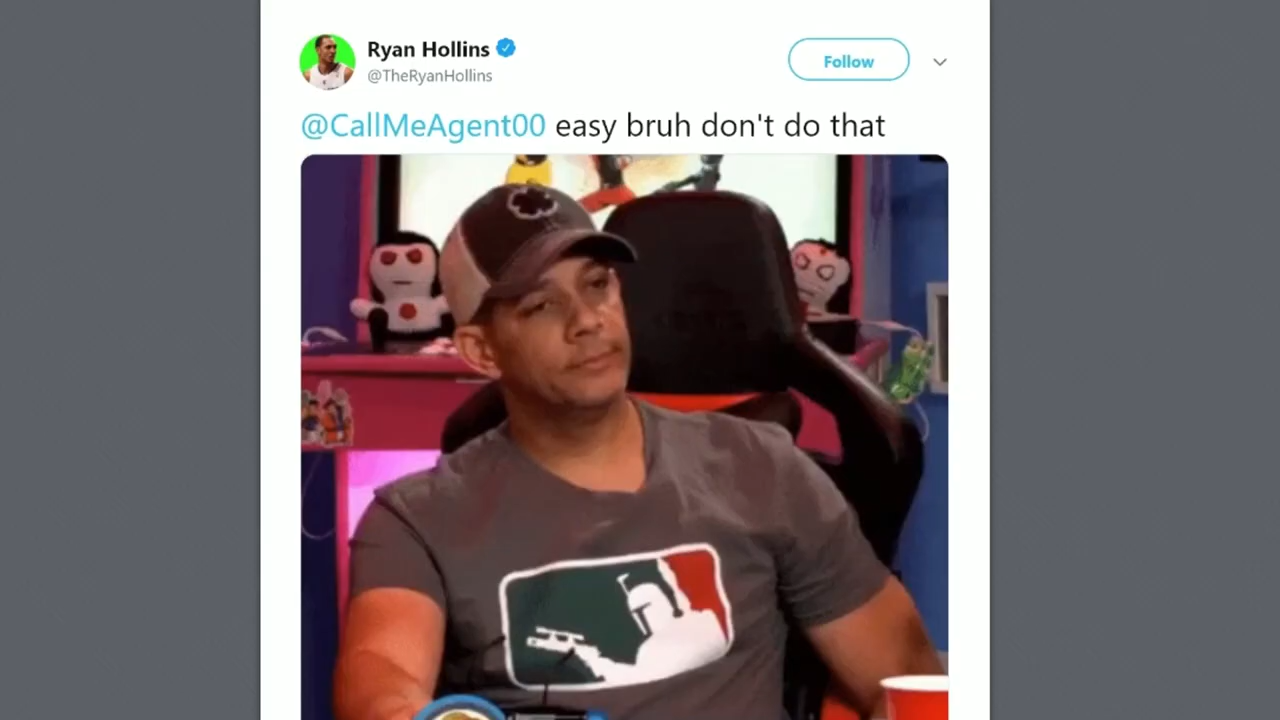 Ryan Hollins
@TheRyanHollins
Follow
@CallMeAgent00 easy bruh don't do that